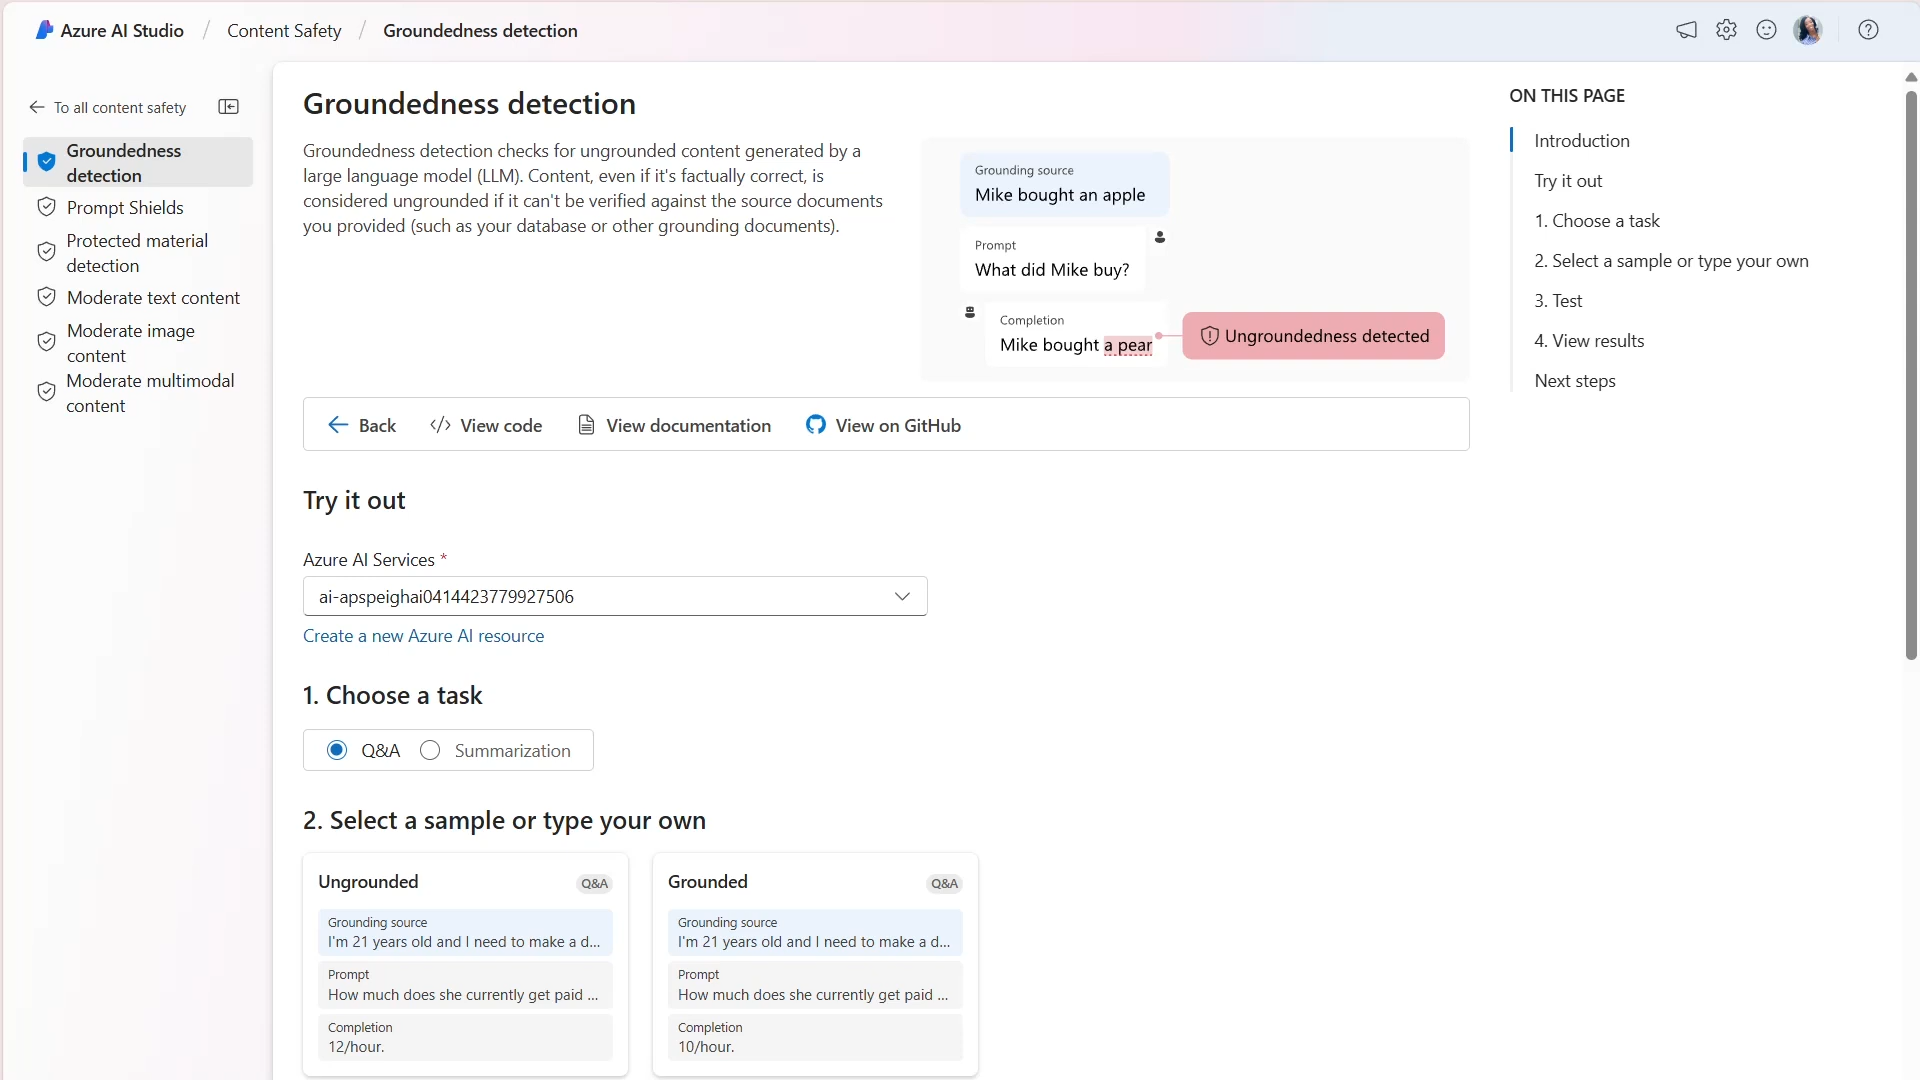 Azure AI Studio / Content Safety / Groundedness detection
To all content safety
Groundedness
detection
Prompt Shields
Protected material
detection
Moderate text content
Moderate image
content
Moderate multimodal
content
Groundedness detection
Groundedness detection checks for ungrounded content generated by a
large language model (LLM). Content, even if it's factually correct, is
considered ungrounded if it can't be verified against the source documents
you provided (such as your database or other grounding documents).
Grounding source
Mike bought an apple
Prompt
What did Mike buy?
Completion
Mike bought a pear
Ungroundedness detected
Back
View code
View documentation
View on GitHub
Try it out
Azure AI Services *
ai-apspeighai0414423779927506
Create a new Azure AI resource
1. Choose a task
Q&A
Summarization
2. Select a sample or type your own
Ungrounded
Q&A
Grounding source
I'm 21 years old and I need to make a d...
Prompt
How much does she currently get paid ...
Completion
12/hour.
Grounded
Q&A
Grounding source
I'm 21 years old and I need to make a d...
Prompt
How much does she currently get paid ...
Completion
10/hour.
ON THIS PAGE
Introduction
Try it out
1. Choose a task
2. Select a sample or type your own
3. Test
4. View results
Next steps